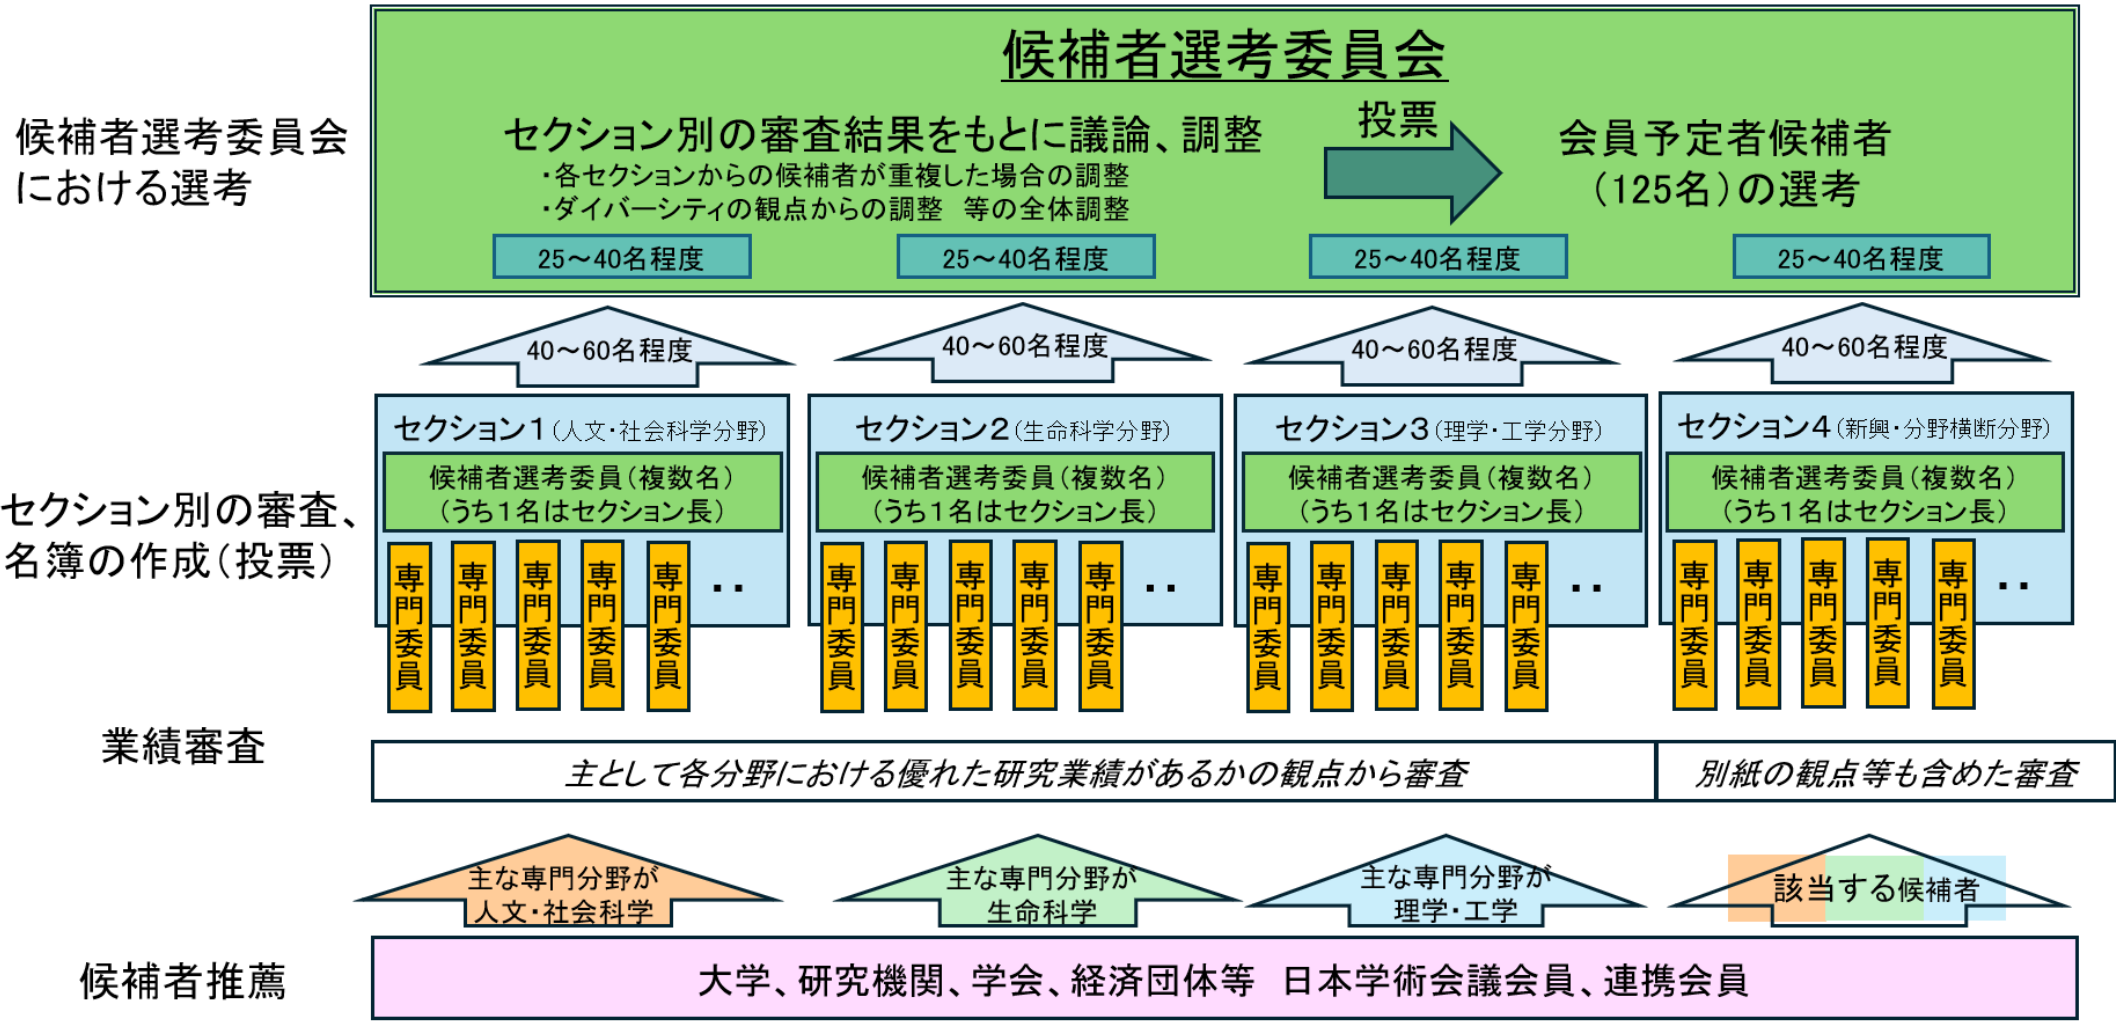 候補者選考委員会
候補者選考委員会
における選考
セクション別の審査結果をもとに議論、調整
・各セクションからの候補者が重複した場合の調整
・ダイバーシティの観点からの調整　等の全体調整
投票
会員予定者候補者
（125名）の選考
25～40名程度
25～40名程度
25～40名程度
25～40名程度
40～60名程度
40～60名程度
40～60名程度
40～60名程度
セクション別の審査、
名簿の作成（投票）
セクション１（人文・社会科学分野）
候補者選考委員（複数名）
（うち１名はセクション長）
専門委員
専門委員
専門委員
専門委員
専門委員
‥
セクション２（生命科学分野）
候補者選考委員（複数名）
（うち１名はセクション長）
専門委員
専門委員
専門委員
専門委員
専門委員
‥
セクション３（理学・工学分野）
候補者選考委員（複数名）
（うち１名はセクション長）
専門委員
専門委員
専門委員
専門委員
専門委員
‥
セクション４（新興・分野横断分野）
候補者選考委員（複数名）
（うち１名はセクション長）
専門委員
専門委員
専門委員
専門委員
専門委員
‥
業績審査
主として各分野における優れた研究業績があるかの観点から審査
別紙の観点等も含めた審査
主な専門分野が
人文・社会科学
主な専門分野が
生命科学
主な専門分野が
理学・工学
該当する候補者
候補者推薦
大学、研究機関、学会、経済団体等　日本学術会議会員、連携会員